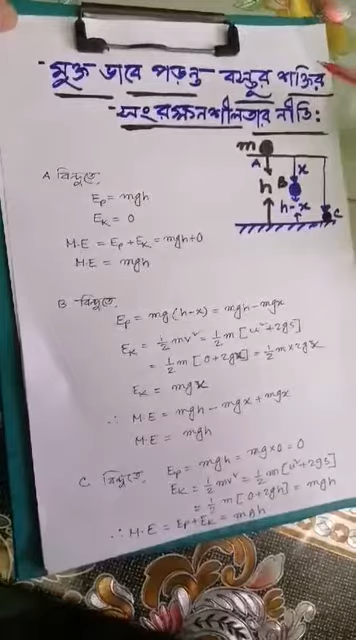 মুক্ত ভাবে পড়ন্ত বস্তুর শক্তির
সংরক্ষনশীলতার নীতি:
m
A
x
h
B
h-x
C
A বিন্দুতে,
Ep = mgh
Ek = 0
M.E = Ep + Ek = mgh+0
M.E = mgh
B বিন্দুতে,
Ep = mg(h-x) = mgh - mgx
Ek = ½mv² = ½m[u²+2gs]
= ½m[0+2gx] = ½m×2gx
Ek = mgx
∴ M.E = mgh - mgx + mgx
M.E = mgh
C বিন্দুতে, Ep = mgh = mg×0 = 0
Ek = ½mv² = ½m[u²+2gs]
= ½m[0+2gh] = mgh
∴ M.E = Ep+Ek = mgh